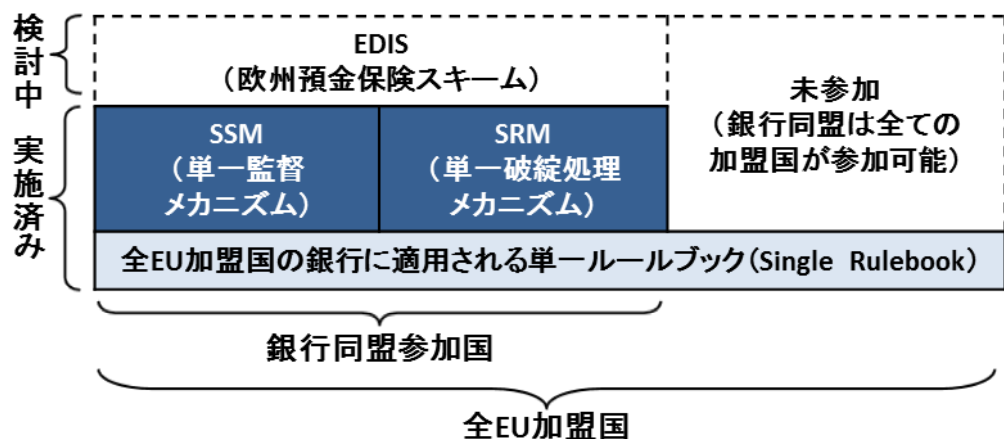 検討中
EDIS
（欧州預金保険スキーム）
未参加
（銀行同盟は全ての
加盟国が参加可能）
実施済み
SSM
（単一監督
メカニズム）
SRM
（単一破綻処理
メカニズム）
全EU加盟国の銀行に適用される単一ルールブック（Single Rulebook）
銀行同盟参加国
全EU加盟国